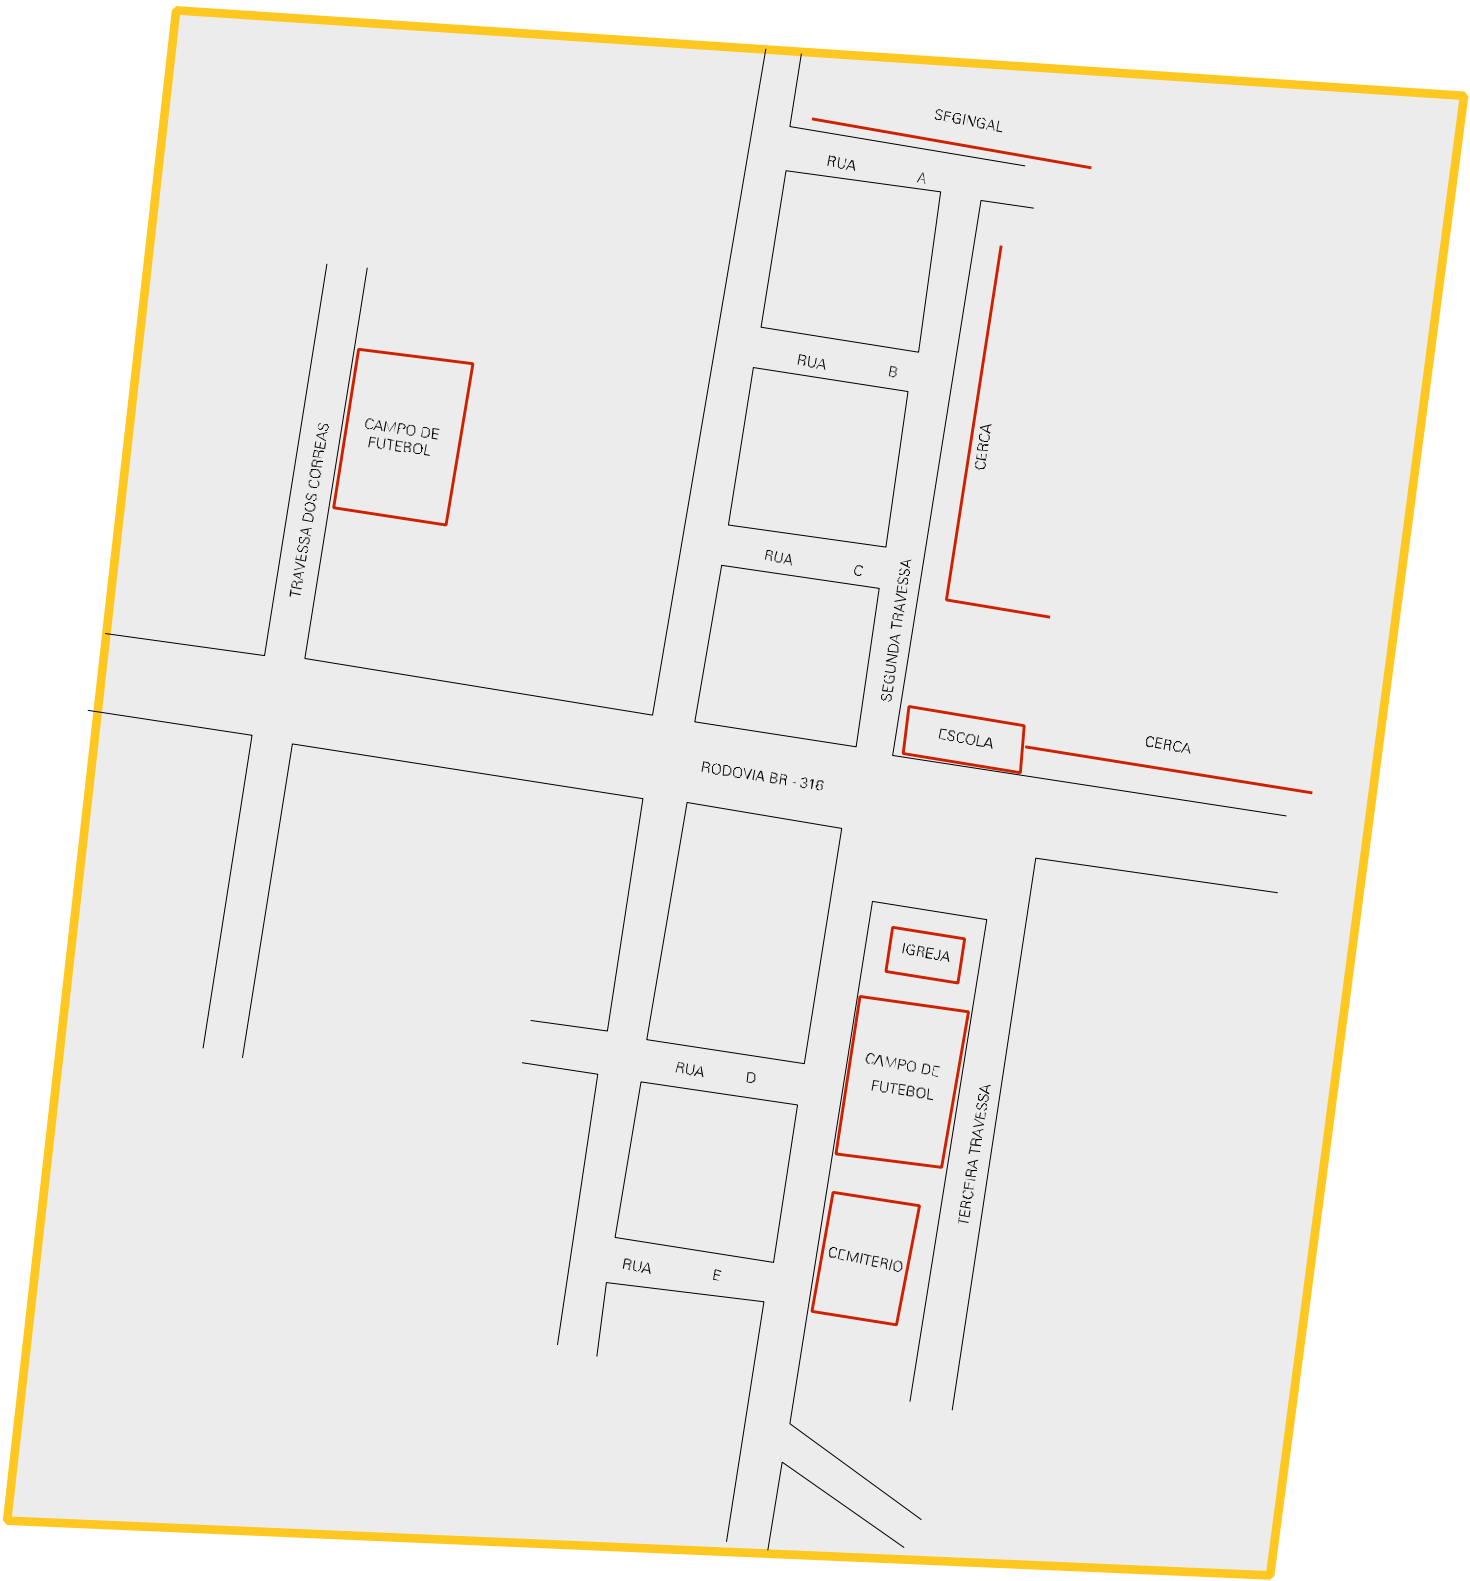 SEGINGAL
RUA A
RUA B
CAMPO DE
FUTEBOL
CERCA
TRAVESSA DOS CORREAS
RUA C
SEGUNDA TRAVESSA
ESCOLA
CERCA
RODOVIA BR - 316
IGREJA
CAMPO DE
FUTEBOL
RUA D
TERCEIRA TRAVESSA
CEMITERIO
RUA E